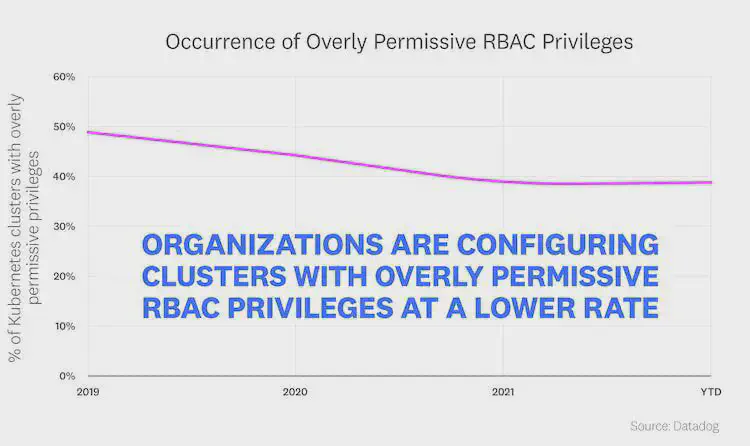 Occurrence of Overly Permissive RBAC Privileges
% of Kubernetes clusters with overly
permissive privileges
60%
50%
40%
30%
20%
10%
0%
ORGANIZATIONS ARE CONFIGURING
CLUSTERS WITH OVERLY PERMISSIVE
RBAC PRIVILEGES AT A LOWER RATE
2019
2020
2021
YTD
Source: Datadog